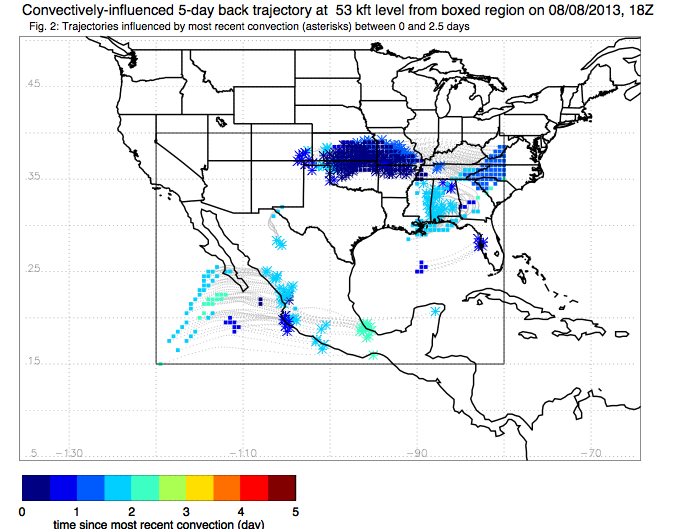 Convectively-influenced 5-day back trajectory at 53 kft level from boxed region on 08/08/2013, 18Z
Fig. 2: Trajectories influenced by most recent convection (asterisks) between 0 and 2.5 days
45
35
25
15
5 -130 -110 -90 -70
0 1 2 3 4 5
time since most recent convection (day)